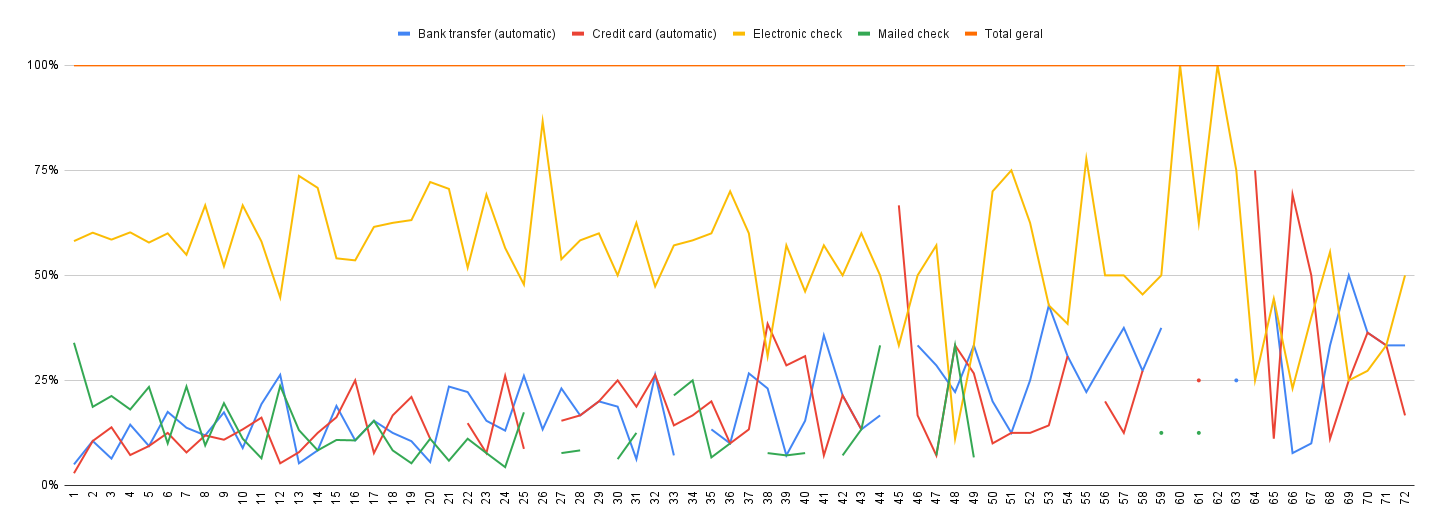 Bank transfer (automatic) Credit card (automatic) Electronic check Mailed check Total geral
100%
75%
50%
25%
0%
1 2 3 4 5 6 7 8 9 10 11 12 13 14 15 16 17 18 19 20 21 22 23 24 25 26 27 28 29 30 31 32 33 34 35 36 37 38 39 40 41 42 43 44 45 46 47 48 49 50 51 52 53 54 55 56 57 58 59 60 61 62 63 64 65 66 67 68 69 70 71 72